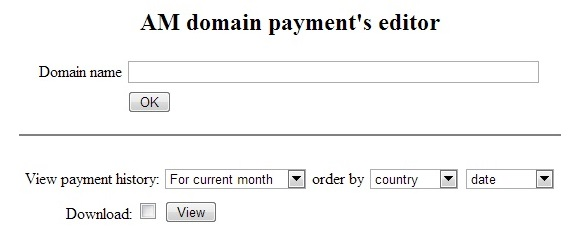 AM domain payment's editor
Domain name
OK
View payment history: For current month order by country date
Download: View